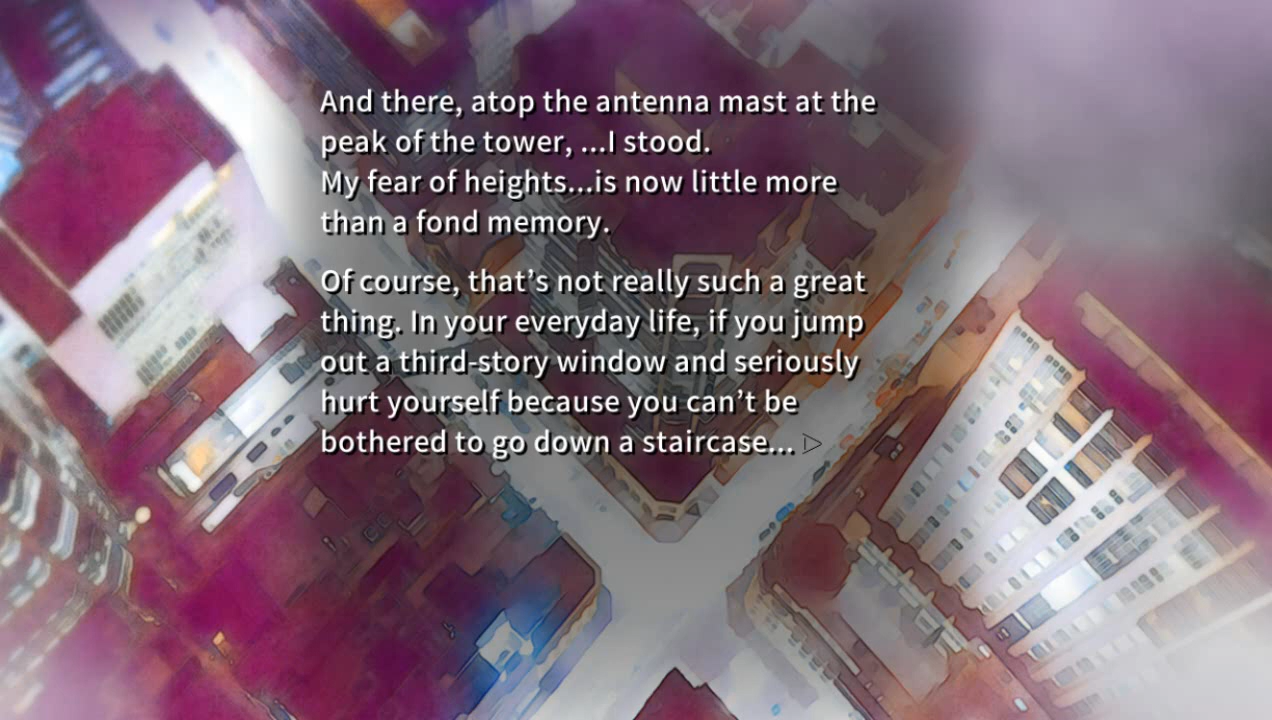 And there, atop the antenna mast at the
peak of the tower, ...I stood.
My fear of heights...is now little more
than a fond memory.
Of course, that’s not really such a great
thing. In your everyday life, if you jump
out a third-story window and seriously
hurt yourself because you can’t be
bothered to go down a staircase...